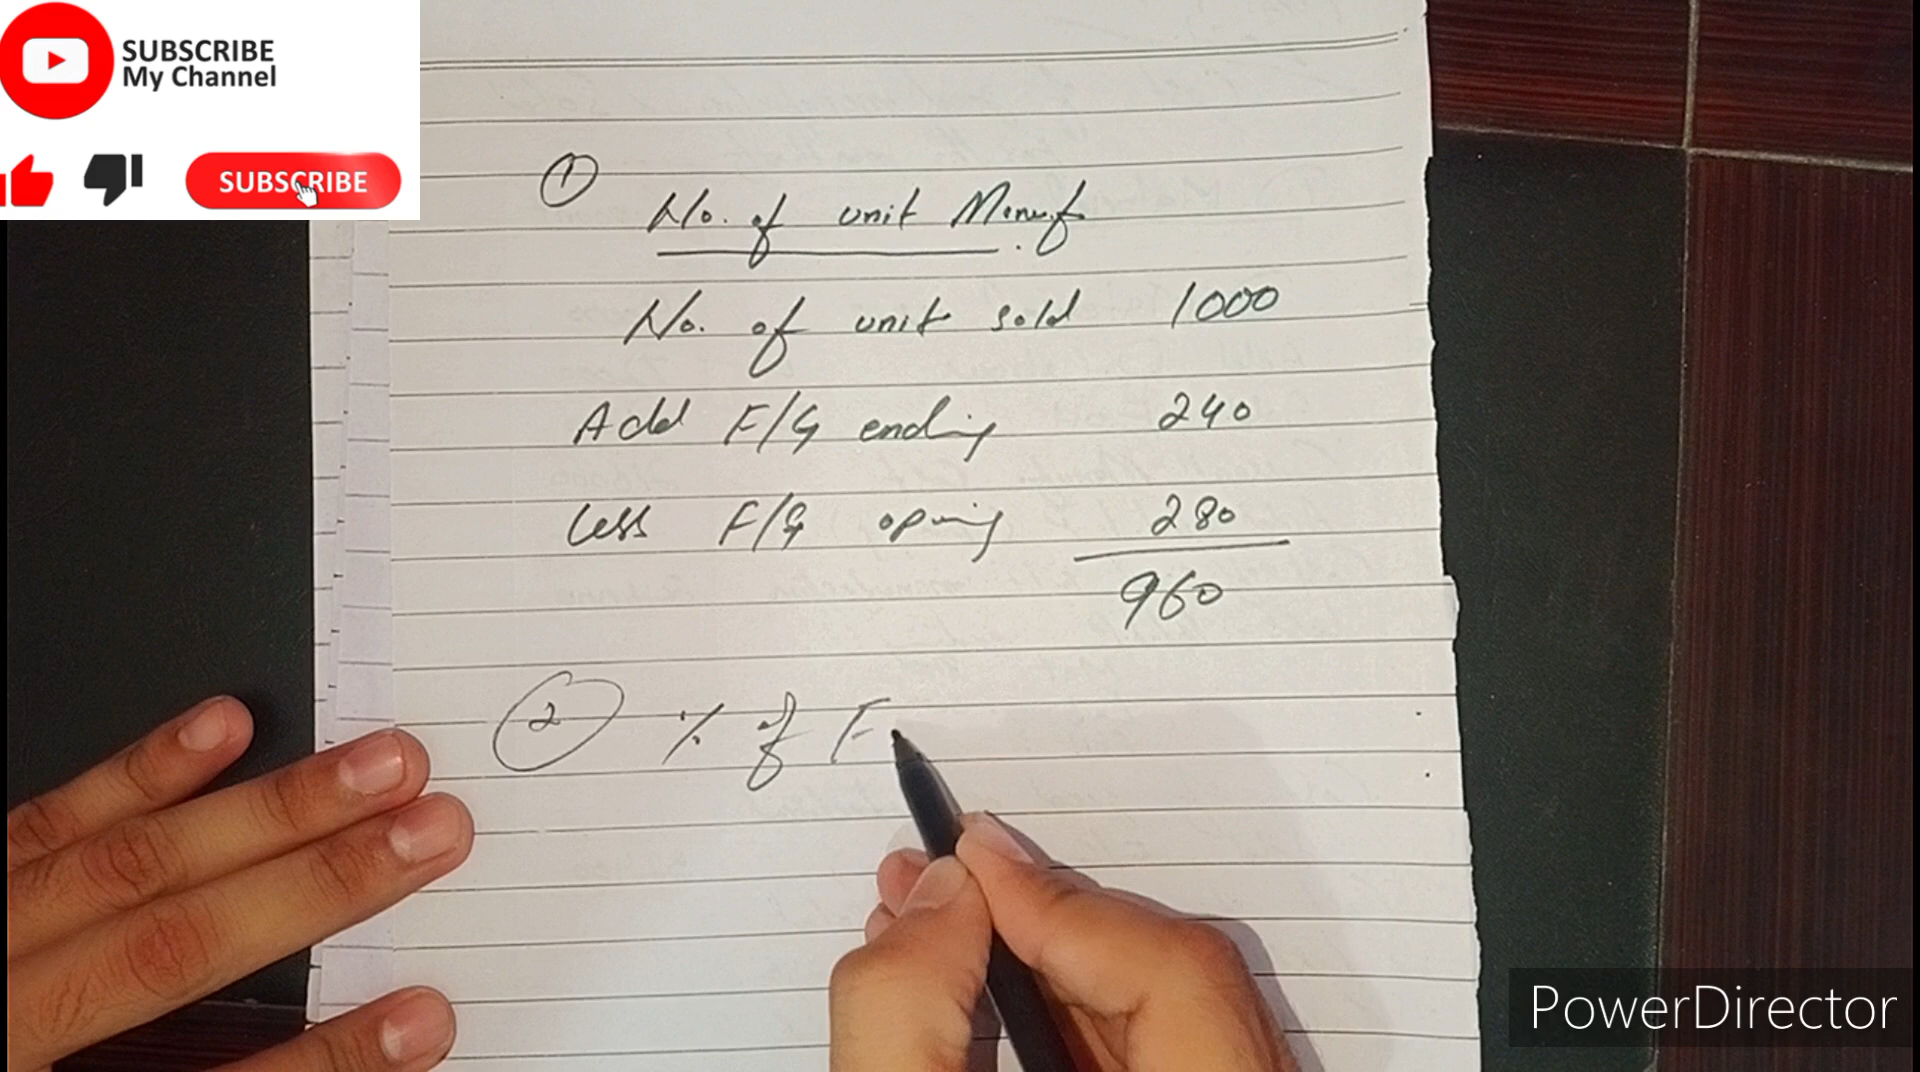 SUBSCRIBE
My Channel
SUBSCRIBE
① No. of unit Manuf
No. of unit sold 1000
Add F/G ending 240
Less F/G opening 280
960
② % of F
PowerDirector